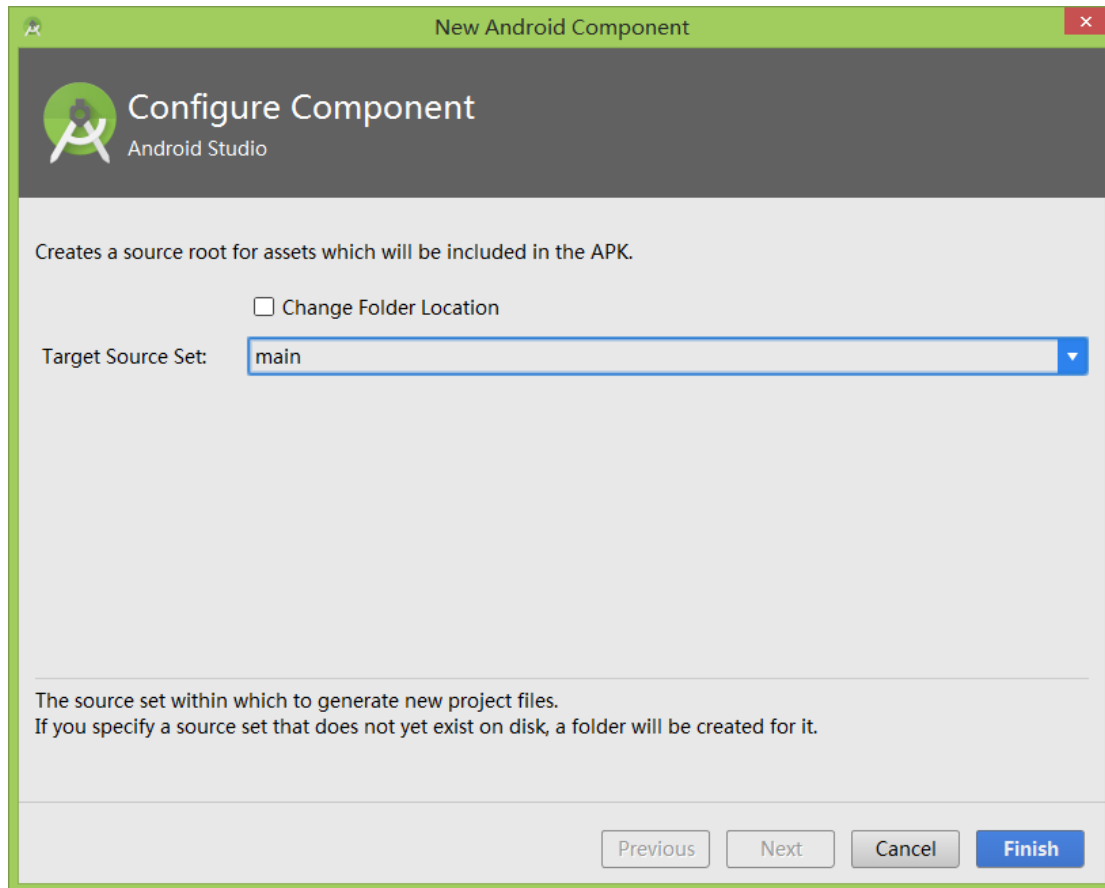 New Android Component
Configure Component
Android Studio
Creates a source root for assets which will be included in the APK.
Change Folder Location
Target Source Set: main
The source set within which to generate new project files.
If you specify a source set that does not yet exist on disk, a folder will be created for it.
Previous Next Cancel Finish